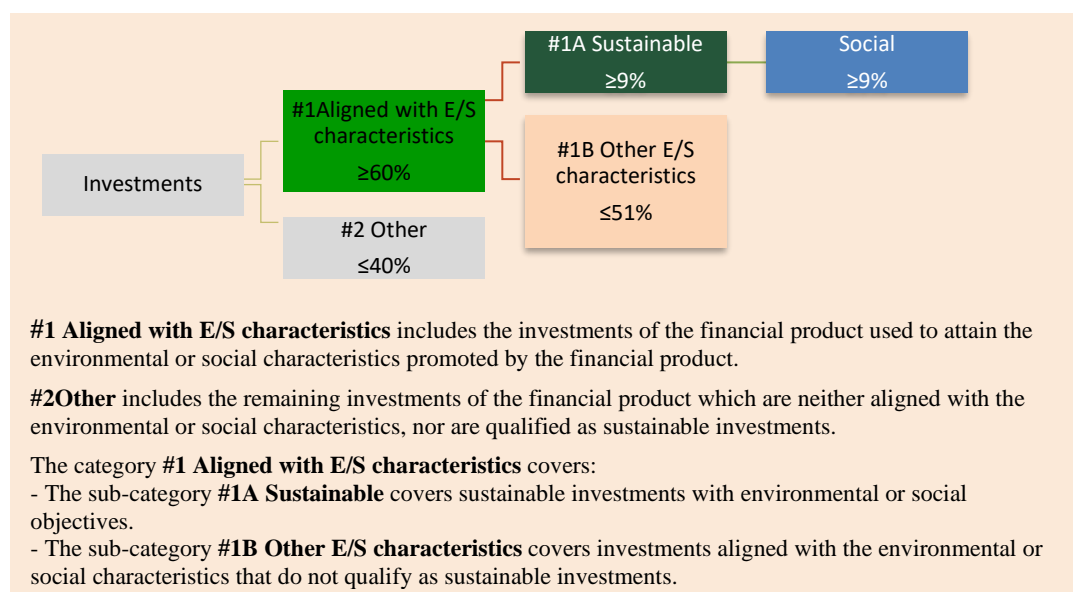 #1A Sustainable
≥9%
Social
≥9%
#1Aligned with E/S
characteristics
≥60%
Investments
#1B Other E/S
characteristics
≤51%
#2 Other
≤40%
#1 Aligned with E/S characteristics includes the investments of the financial product used to attain the
environmental or social characteristics promoted by the financial product.
#2Other includes the remaining investments of the financial product which are neither aligned with the
environmental or social characteristics, nor are qualified as sustainable investments.
The category #1 Aligned with E/S characteristics covers:
- The sub-category #1A Sustainable covers sustainable investments with environmental or social
objectives.
- The sub-category #1B Other E/S characteristics covers investments aligned with the environmental or
social characteristics that do not qualify as sustainable investments.